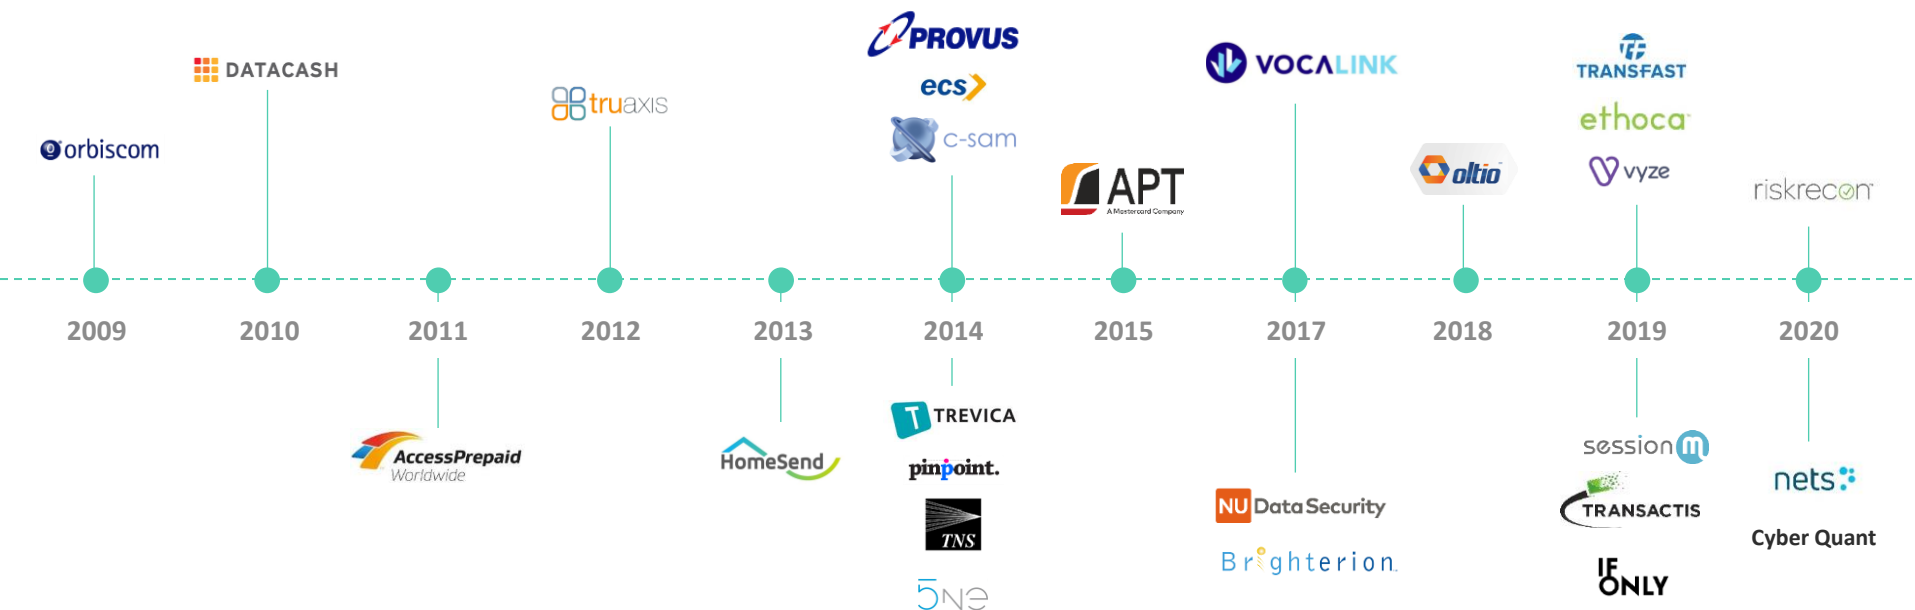 PROVUS
ecs
c-sam
DATACASH
truaxis
orbiscom
APT
A Mastercard Company
VOCALINK
oltio
TRANSFAST
ethoca
vyze
riskrecon
2009
2010
2011
2012
2013
2014
2015
2017
2018
2019
2020
AccessPrepaid
Worldwide
HomeSend
T TREVICA
pinpoint.
TNS
5NE
NU Data Security
Brighterion
session m
TRANSACTIS
IF
ONLY
nets
Cyber Quant